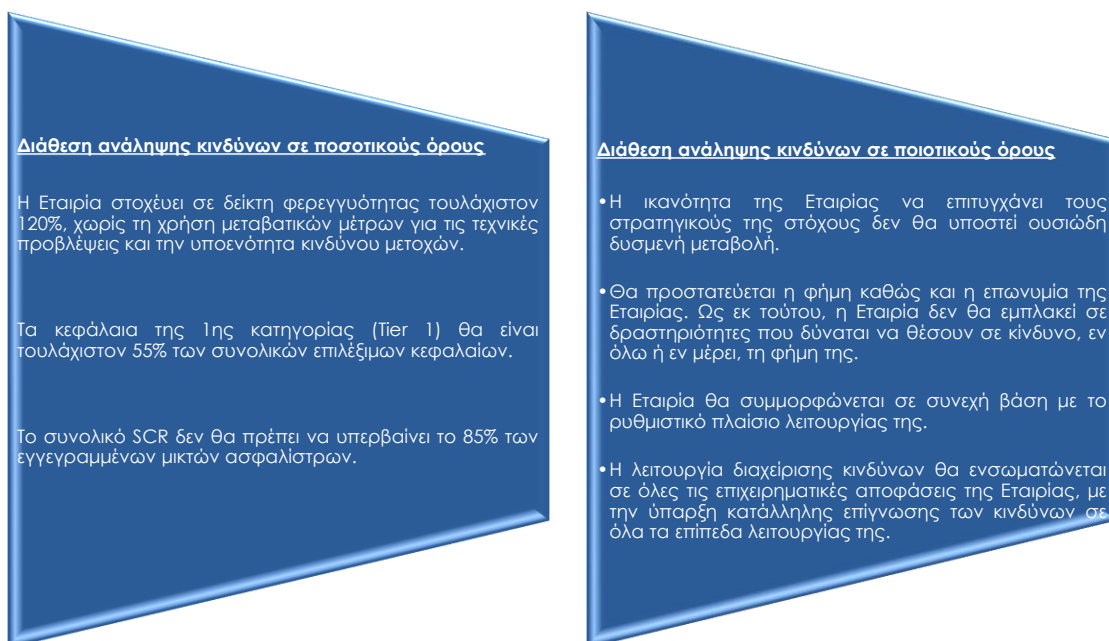 Διάθεση ανάληψης κινδύνων σε ποσοτικούς όρους
Η Εταιρία στοχεύει σε δείκτη φερεγγυότητας τουλάχιστον
120%, χωρίς τη χρήση μεταβατικών μέτρων για τις τεχνικές
προβλέψεις και την υποενότητα κινδύνου μετοχών.
Τα κεφάλαια της 1ης κατηγορίας (Tier 1) θα είναι
τουλάχιστον 55% των συνολικών επιλέξιμων κεφαλαίων.
Το συνολικό SCR δεν θα πρέπει να υπερβαίνει το 85% των
εγγεγραμμένων μικτών ασφαλίστρων.
Διάθεση ανάληψης κινδύνων σε ποιοτικούς όρους
•Η ικανότητα της Εταιρίας να επιτυγχάνει τους
στρατηγικούς της στόχους δεν θα υποστεί ουσιώδη
δυσμενή μεταβολή.
•Θα προστατεύεται η φήμη καθώς και η επωνυμία της
Εταιρίας. Ως εκ τούτου, η Εταιρία δεν θα εμπλακεί σε
δραστηριότητες που δύναται να θέσουν σε κίνδυνο, εν
όλω ή εν μέρει, τη φήμη της.
•Η Εταιρία θα συμμορφώνεται σε συνεχή βάση με το
ρυθμιστικό πλαίσιο λειτουργίας της.
•Η λειτουργία διαχείρισης κινδύνων θα ενσωματώνεται
σε όλες τις επιχειρηματικές αποφάσεις της Εταιρίας, με
την ύπαρξη κατάλληλης επίγνωσης των κινδύνων σε
όλα τα επίπεδα λειτουργίας της.